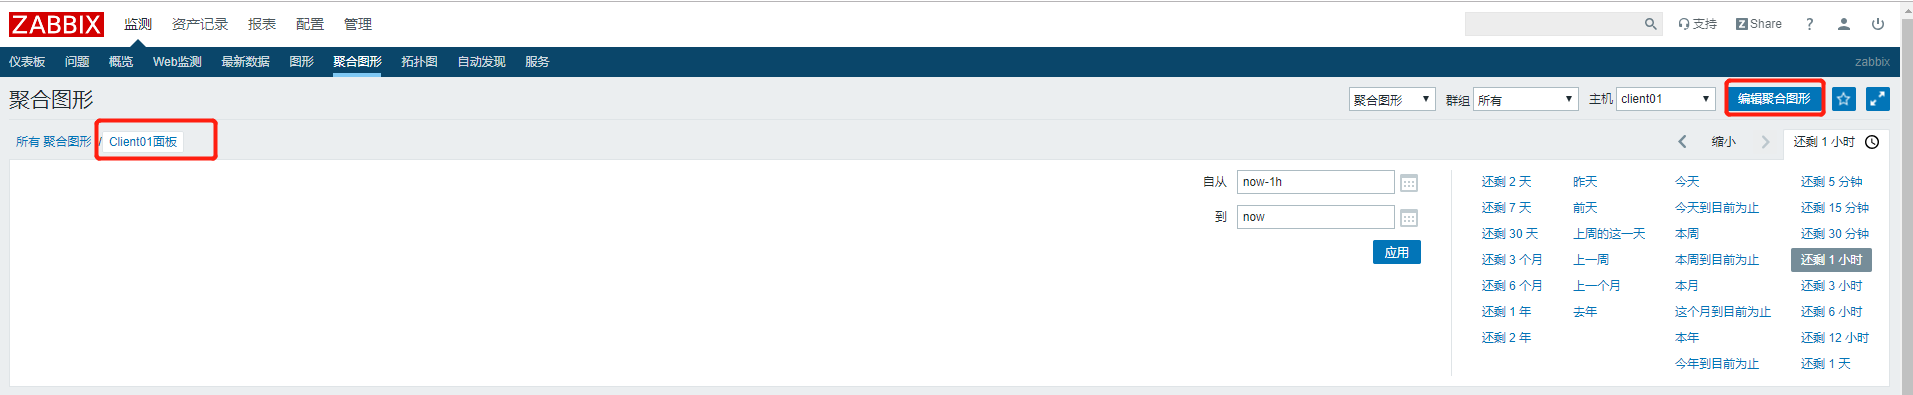 ZABBIX 监测 资产记录 报表 配置 管理 支持 Z Share ?
仪表板 问题 概览 Web监测 最新数据 图形 聚合图形 拓扑图 自动发现 服务 zabbix
聚合图形 聚合图形 群组 所有 主机 client01 编辑聚合图形
所有 聚合图形 / Client01面板 缩小 还剩 1 小时
自从 now-1h 还剩 2 天 昨天 今天 还剩 5 分钟
还剩 7 天 前天 今天到目前为止 还剩 15 分钟
到 now
还剩 30 天 上周的这一天 本周 还剩 30 分钟
应用
还剩 3 个月 上一周 本周到目前为止 还剩 1 小时
还剩 6 个月 上一个月 本月 还剩 3 小时
还剩 1 年 去年 这个月到目前为止 还剩 6 小时
还剩 2 年 本年 还剩 12 小时
今年到目前为止 还剩 1 天